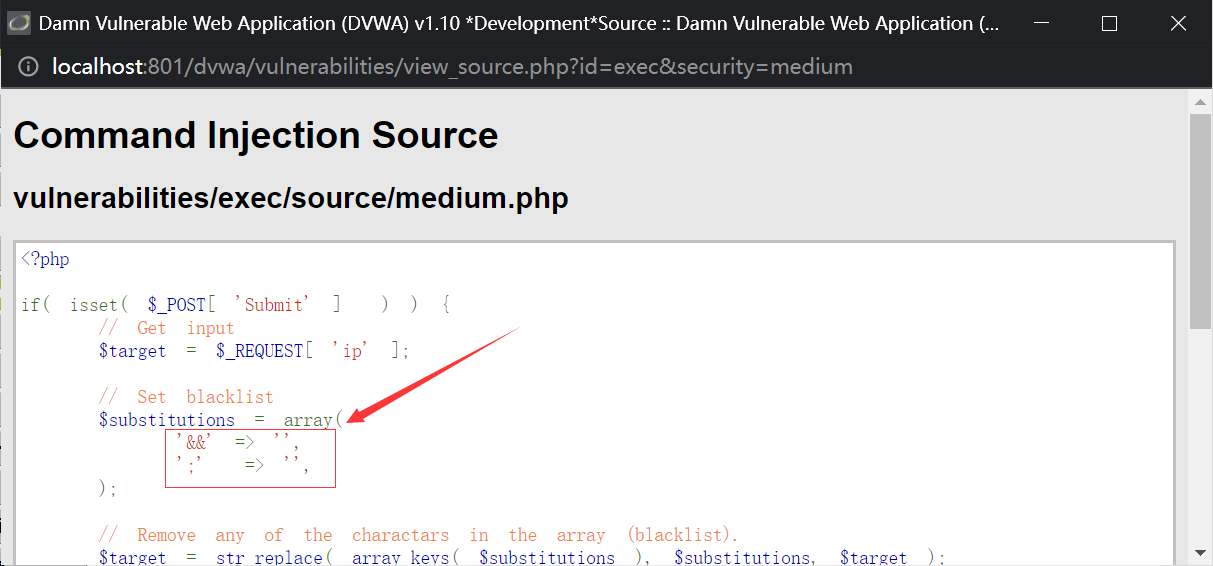 Damn Vulnerable Web Application (DVWA) v1.10 *Development*Source :: Damn Vulnerable Web Application (...
localhost:801/dvwa/vulnerabilities/view_source.php?id=exec&security=medium
Command Injection Source
vulnerabilities/exec/source/medium.php
<?php
if( isset( $_POST[ 'Submit' ] ) ) {
// Get input
$target = $_REQUEST[ 'ip' ];
// Set blacklist
$substitutions = array(
'&&' => '',
';' => '',
);
// Remove any of the charactars in the array (blacklist).
$target = str_replace( array_keys( $substitutions ), $substitutions, $target );